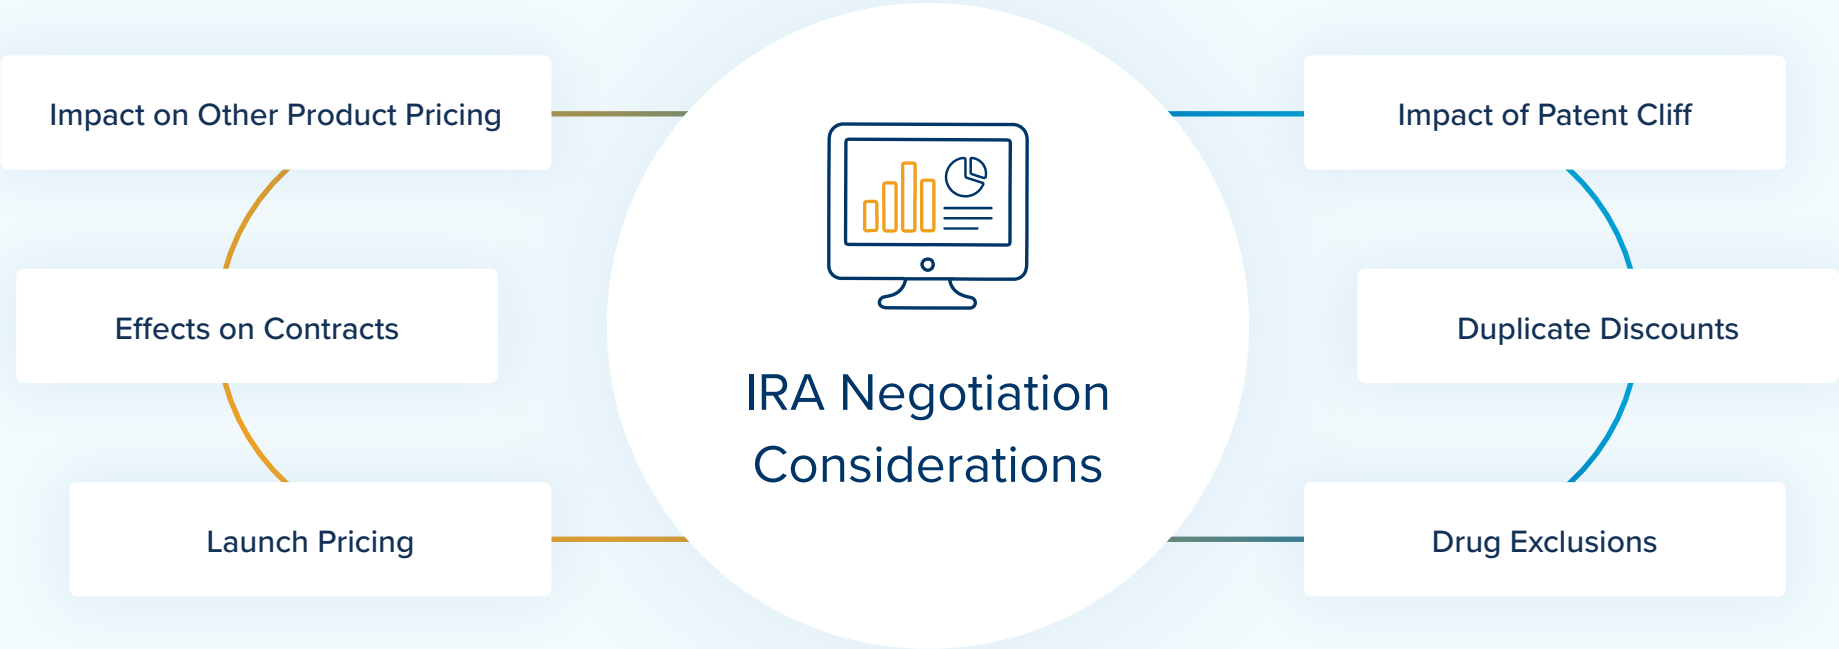 Impact on Other Product Pricing
Effects on Contracts
Launch Pricing
IRA Negotiation
Considerations
Impact of Patent Cliff
Duplicate Discounts
Drug Exclusions